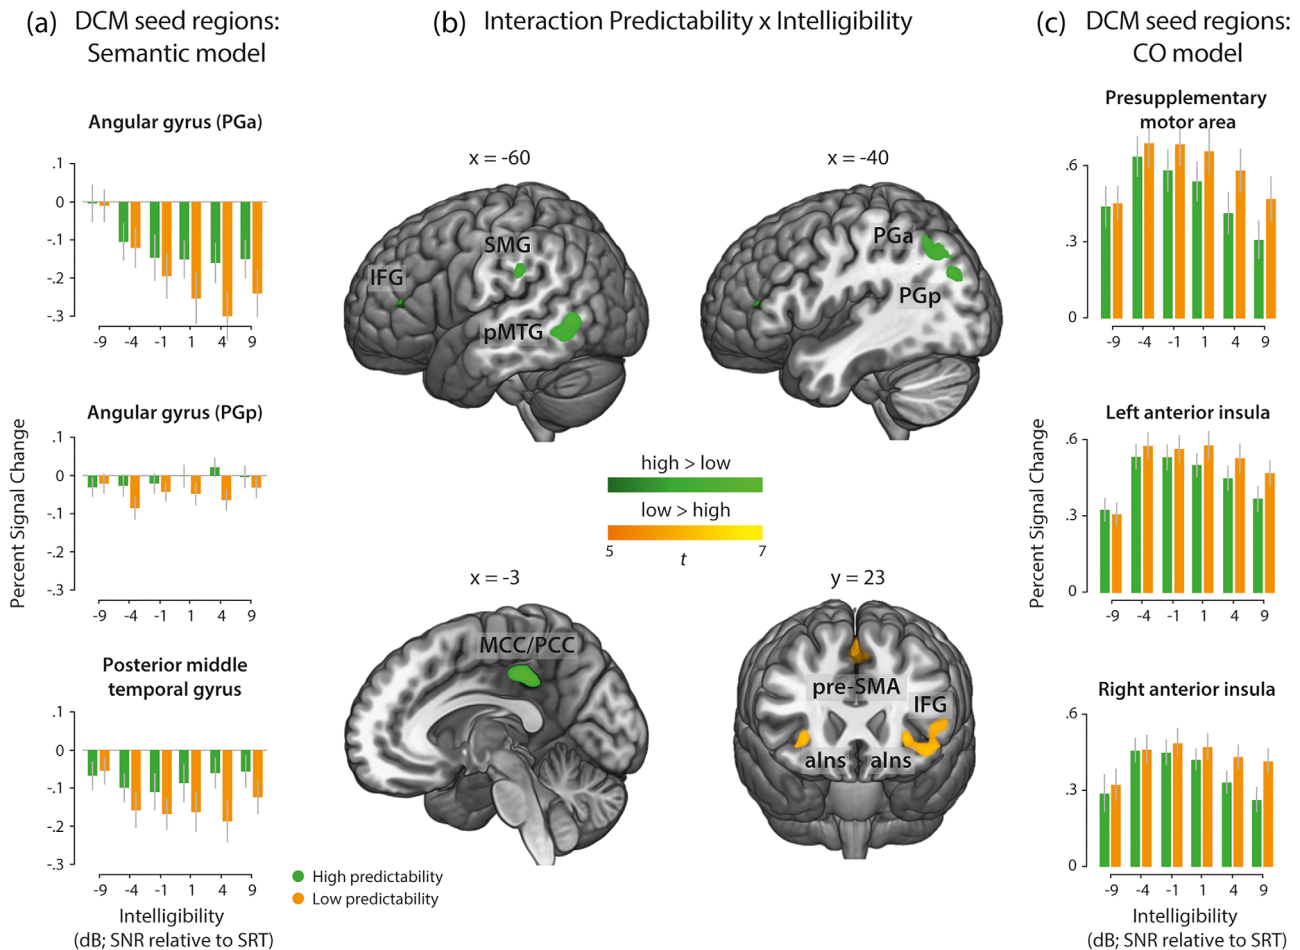 (a) DCM seed regions:
Semantic model
Angular gyrus (PGa)
.1
0
-.1
-.2
-.3
-9 -4 -1 1 4 9
Angular gyrus (PGp)
.1
0
-.1
-.2
-.3
-9 -4 -1 1 4 9
Percent Signal Change
Posterior middle
temporal gyrus
0
-.1
-.2
-.3
-9 -4 -1 1 4 9
Intelligibility
(dB; SNR relative to SRT)
High predictability
Low predictability
(b) Interaction Predictability x Intelligibility
x = -60
SMG
IFG
pMTG
x = -40
PGa
PGp
high > low
low > high
5 7
t
x = -3
MCC/PCC
y = 23
pre-SMA
IFG
aIns aIns
(c) DCM seed regions:
CO model
Presupplementary
motor area
.6
.3
0
-9 -4 -1 1 4 9
Left anterior insula
.6
.3
0
-9 -4 -1 1 4 9
Percent Signal Change
Right anterior insula
.6
.3
0
-9 -4 -1 1 4 9
Intelligibility
(dB; SNR relative to SRT)